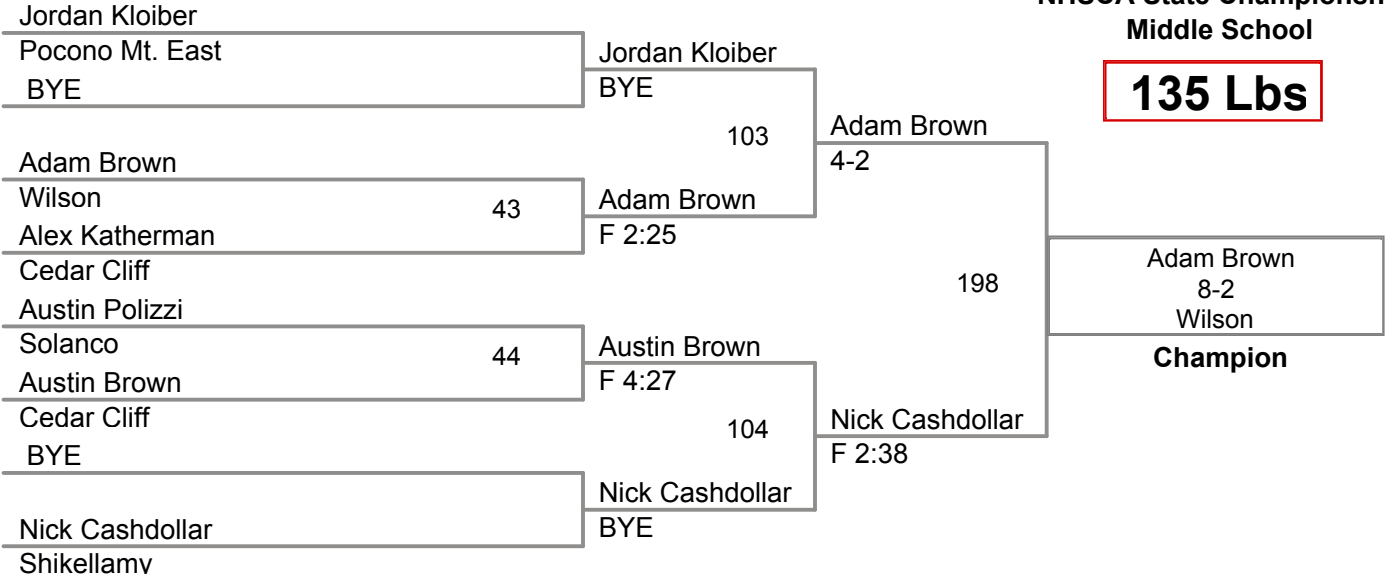 NHSCA State Championsh
Middle School
135 Lbs
Jordan Kloiber
Pocono Mt. East
BYE
Adam Brown
Wilson
43
Alex Katherman
Cedar Cliff
Austin Polizzi
Solanco
44
Austin Brown
Cedar Cliff
BYE
Nick Cashdollar
Shikellamy
Jordan Kloiber
BYE
103
Adam Brown
F 2:25
Austin Brown
F 4:27
104
Nick Cashdollar
BYE
Adam Brown
4-2
198
Nick Cashdollar
F 2:38
Adam Brown
8-2
Wilson
Champion